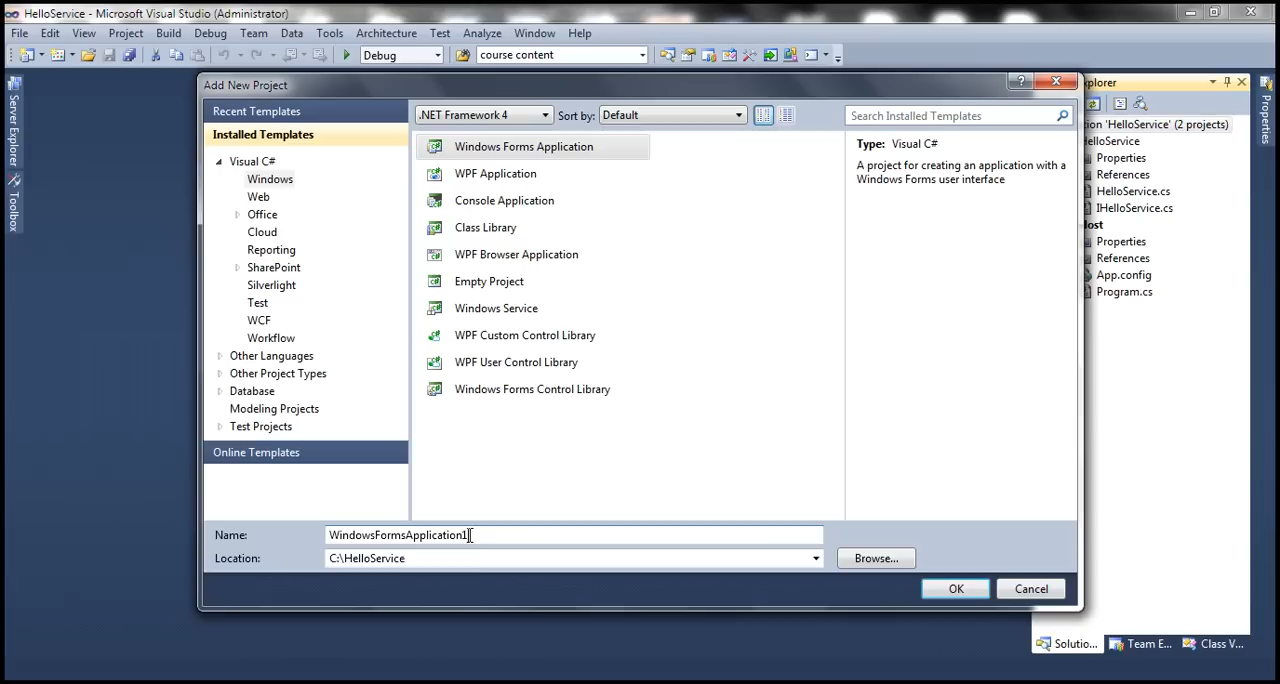 HelloService - Microsoft Visual Studio (Administrator)
File Edit View Project Build Debug Team Data Tools Architecture Test Analyze Window Help
Debug course content
Add New Project
Recent Templates
Installed Templates
Visual C#
Windows
Web
Office
Cloud
Reporting
SharePoint
Silverlight
Test
WCF
Workflow
Other Languages
Other Project Types
Database
Modeling Projects
Test Projects
Online Templates
.NET Framework 4 Sort by: Default
Search Installed Templates
Windows Forms Application
WPF Application
Console Application
Class Library
WPF Browser Application
Empty Project
Windows Service
WPF Custom Control Library
WPF User Control Library
Windows Forms Control Library
Type: Visual C#
A project for creating an application with a
Windows Forms user interface
Name: WindowsFormsApplication1
Location: C:\HelloService
Browse...
OK Cancel
Server Explorer
Toolbox
xplorer
tion 'HelloService' (2 projects)
elloService
Properties
References
HelloService.cs
IHelloService.cs
lost
Properties
References
App.config
Program.cs
Solutio... Team E... Class V...
Properties